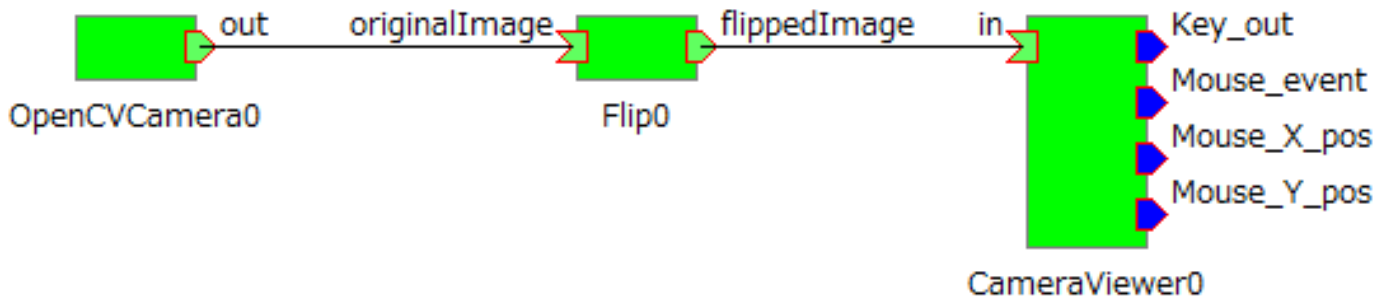 out originalImage flippedImage in Key_out
Mouse_event
OpenCVCamera0 Flip0
Mouse_X_pos
Mouse_Y_pos
CameraViewer0